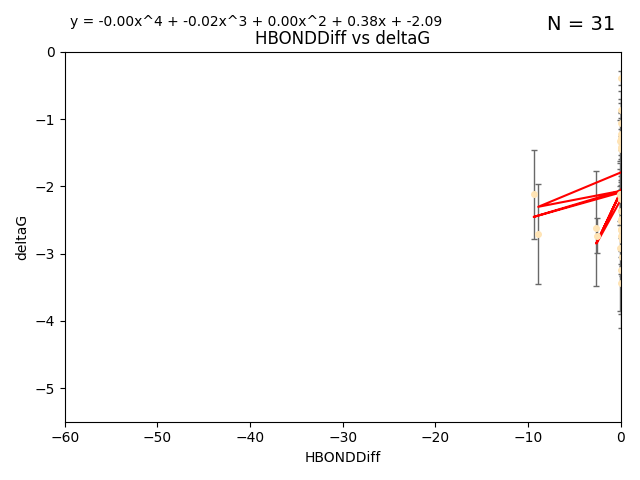 y = -0.00x^4 + -0.02x^3 + 0.00x^2 + 0.38x + -2.09
N = 31
HBONDDiff vs deltaG
0
−1
−2
−3
−4
−5
deltaG
−60 −50 −40 −30 −20 −10 0
HBONDDiff